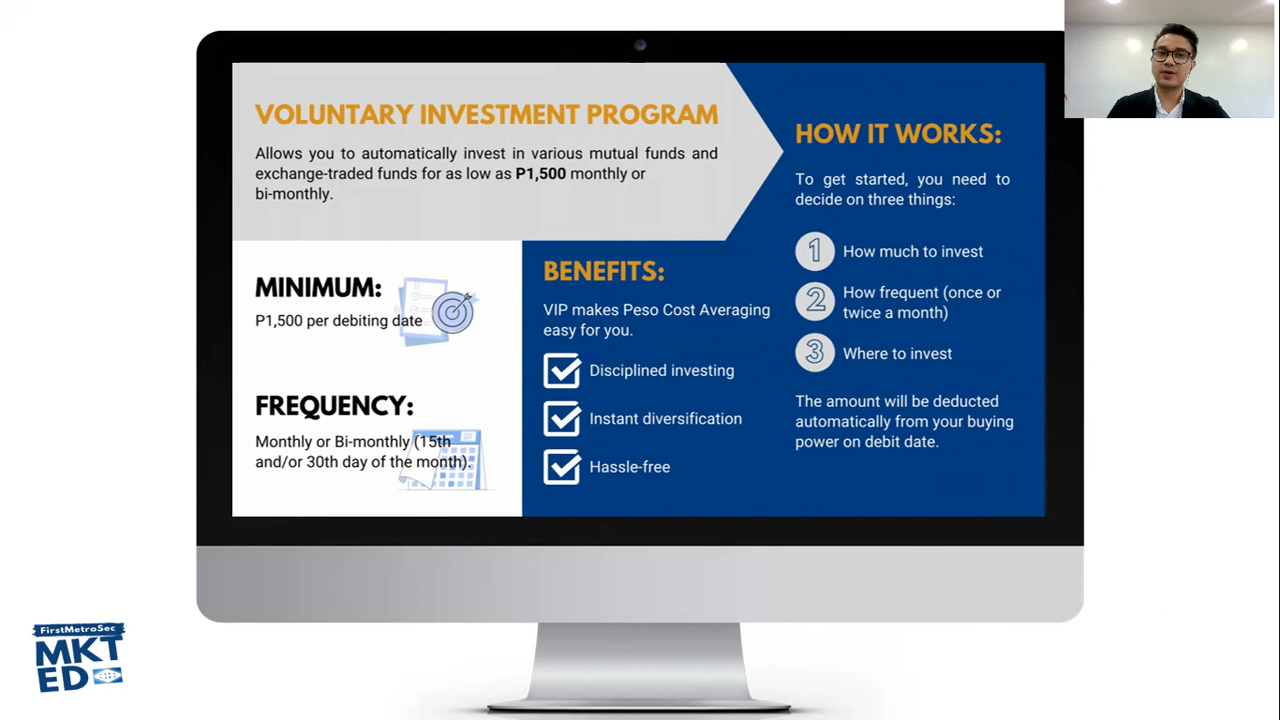 VOLUNTARY INVESTMENT PROGRAM
Allows you to automatically invest in various mutual funds and
exchange-traded funds for as low as P1,500 monthly or
bi-monthly.
MINIMUM:
P1,500 per debiting date
FREQUENCY:
Monthly or Bi-monthly (15th
and/or 30th day of the month).
BENEFITS:
VIP makes Peso Cost Averaging
easy for you.
Disciplined investing
Instant diversification
Hassle-free
HOW IT WORKS:
To get started, you need to
decide on three things:
1 How much to invest
2 How frequent (once or
twice a month)
3 Where to invest
The amount will be deducted
automatically from your buying
power on debit date.
FirstMetroSec
MKT
ED